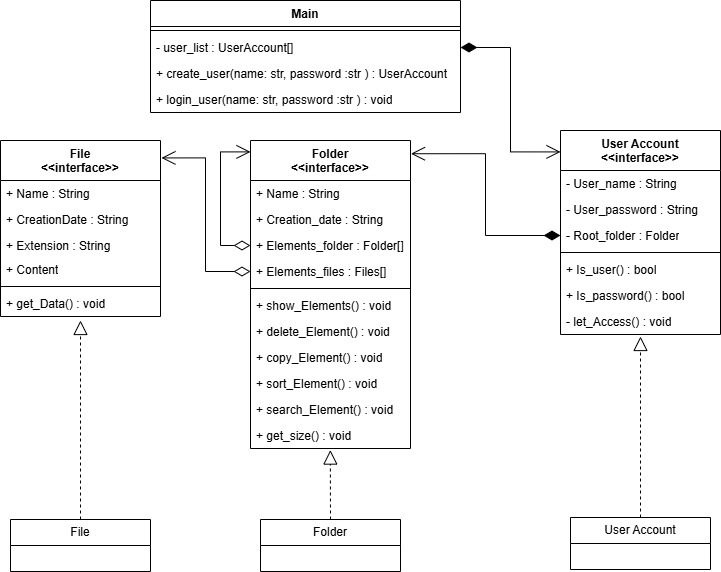 Main
- user_list : UserAccount[]
+ create_user(name: str, password :str ) : UserAccount
+ login_user(name: str, password :str ) : void
File
<<interface>>
+ Name : String
+ CreationDate : String
+ Extension : String
+ Content
+ get_Data() : void
Folder
<<interface>>
+ Name : String
+ Creation_date : String
+ Elements_folder : Folder[]
+ Elements_files : Files[]
+ show_Elements() : void
+ delete_Element() : void
+ copy_Element() : void
+ sort_Element() : void
+ search_Element() : void
+ get_size() : void
User Account
<<interface>>
- User_name : String
- User_password : String
- Root_folder : Folder
+ Is_user() : bool
+ Is_password() : bool
- let_Access() : void
File
Folder
User Account